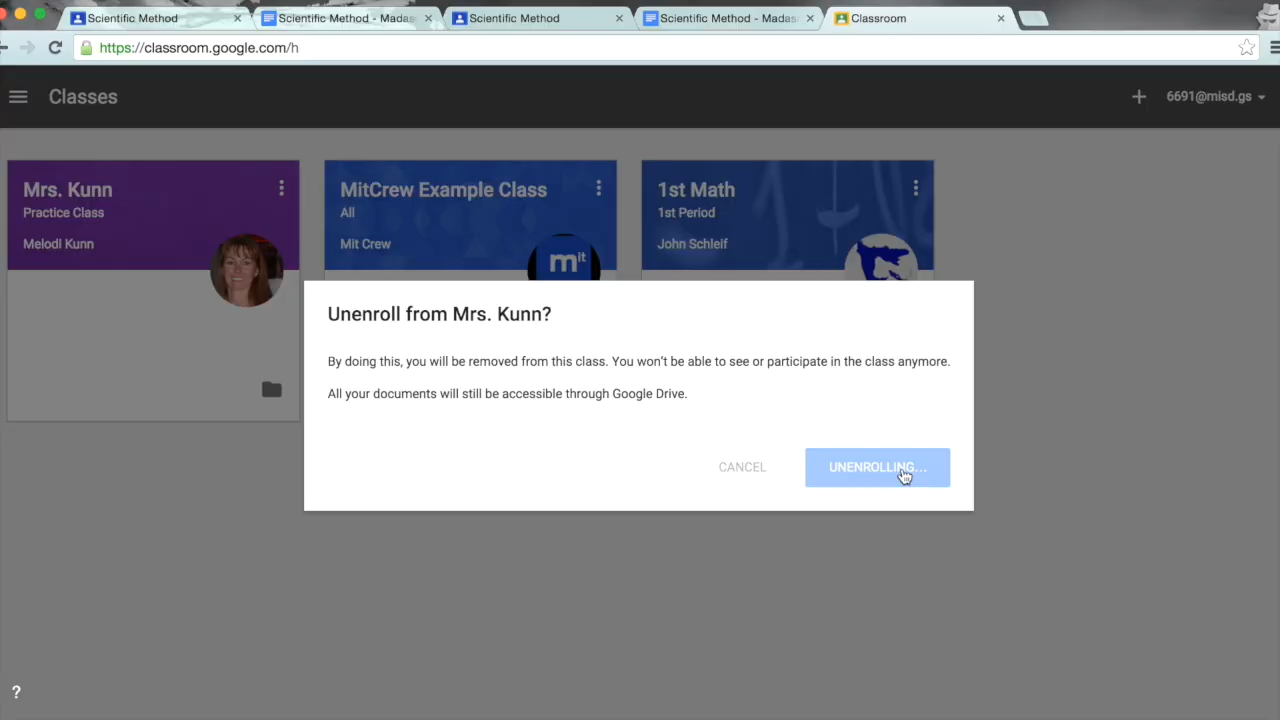 Scientific Method
Scientific Method - Madas
Scientific Method
Scientific Method - Madas
Classroom
https://classroom.google.com/h
Classes
6691@misd.gs
Mrs. Kunn
Practice Class
Melodi Kunn
MitCrew Example Class
All
Mit Crew
mit
1st Math
1st Period
John Schleif
Unenroll from Mrs. Kunn?
By doing this, you will be removed from this class. You won't be able to see or participate in the class anymore.
All your documents will still be accessible through Google Drive.
CANCEL
UNENROLLING...
?